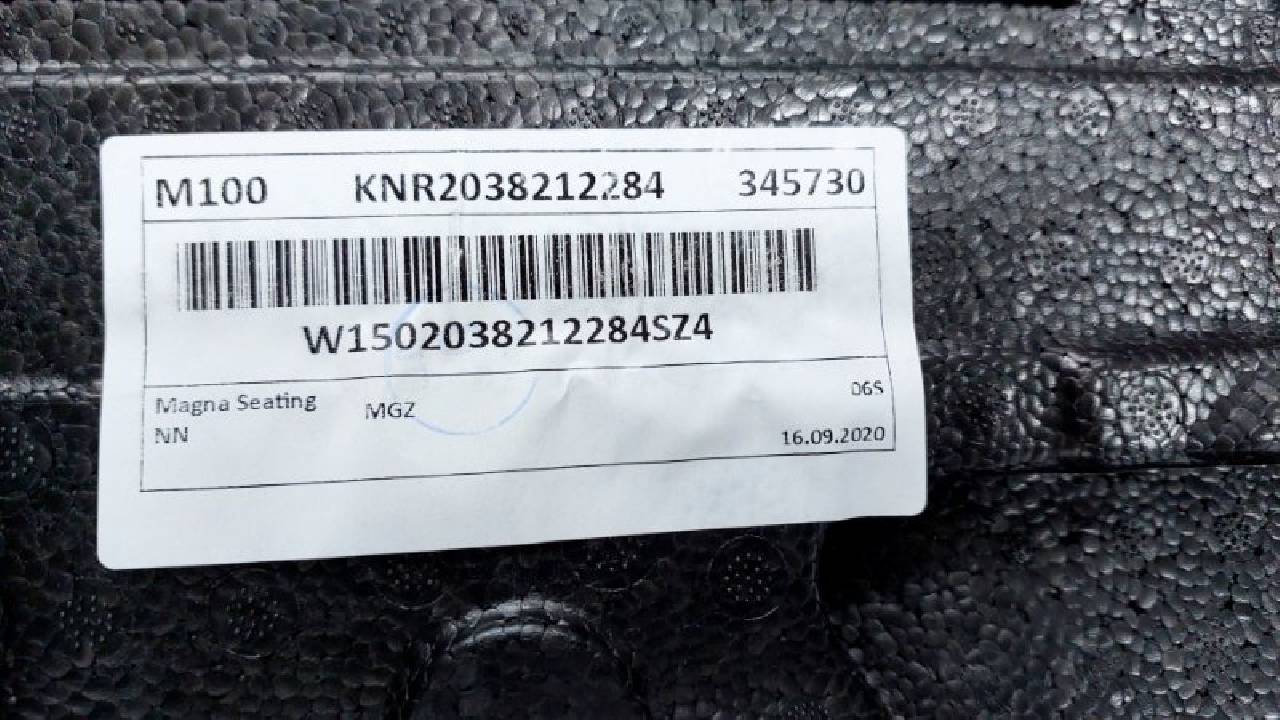 M100 KNR2038212284 345730
W1502038212284SZ4
Magna Seating MGZ 06S
NN 16.09.2020